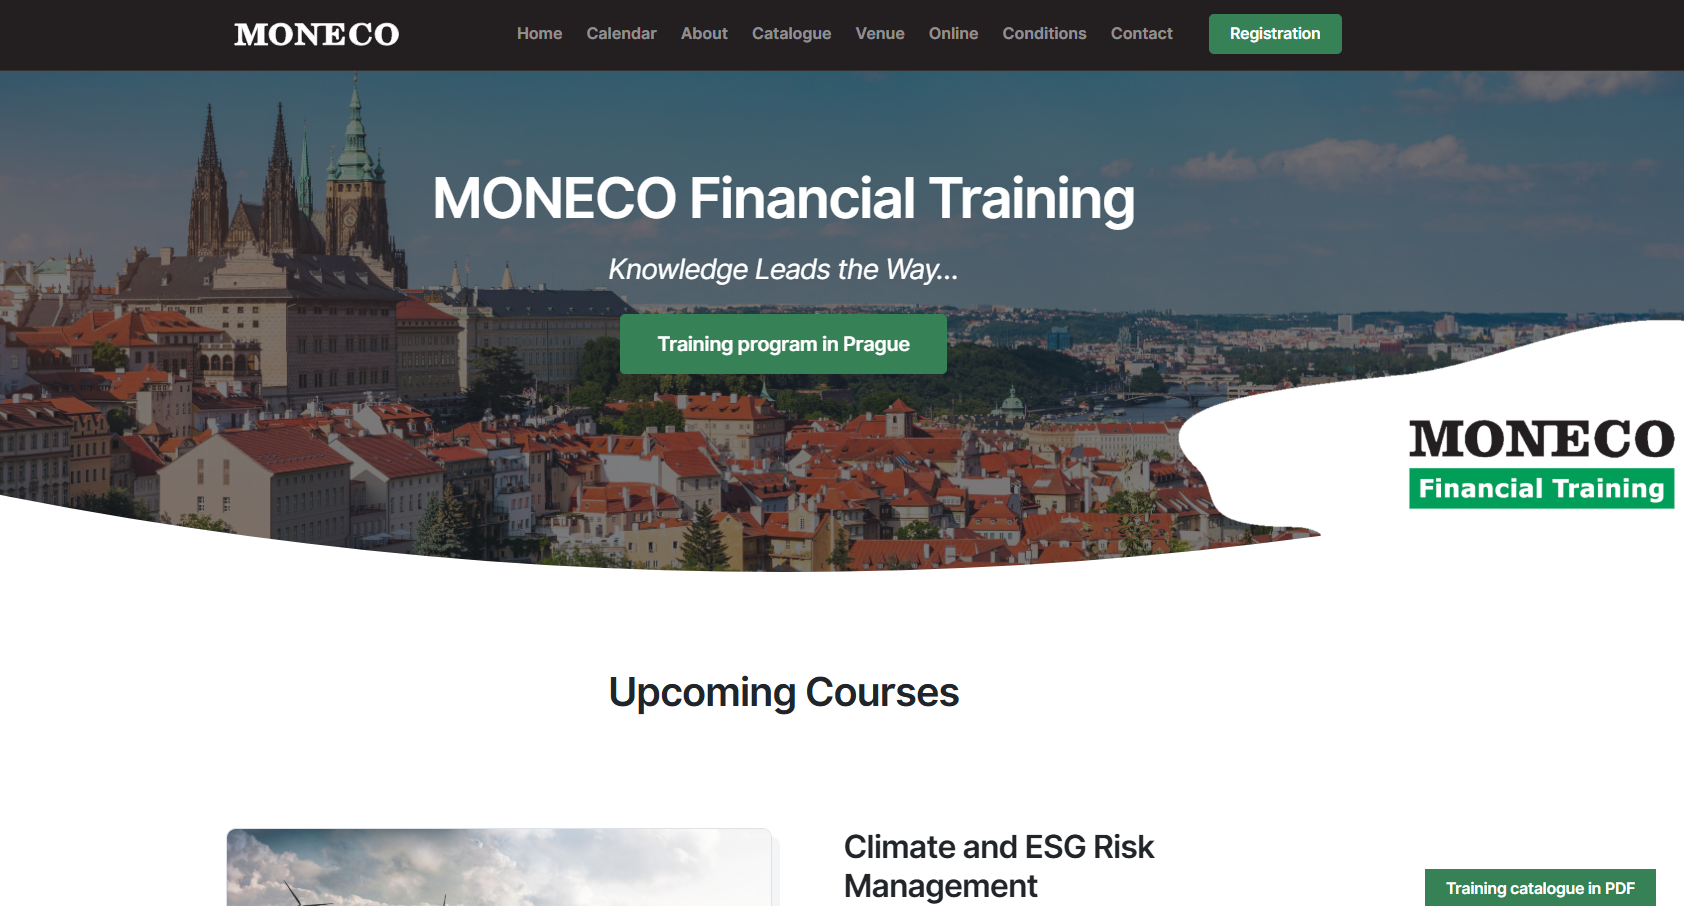 MONECO
Home Calendar About Catalogue Venue Online Conditions Contact Registration
MONECO Financial Training
Knowledge Leads the Way...
Training program in Prague
MONECO
Financial Training
Upcoming Courses
Climate and ESG Risk
Management
Training catalogue in PDF